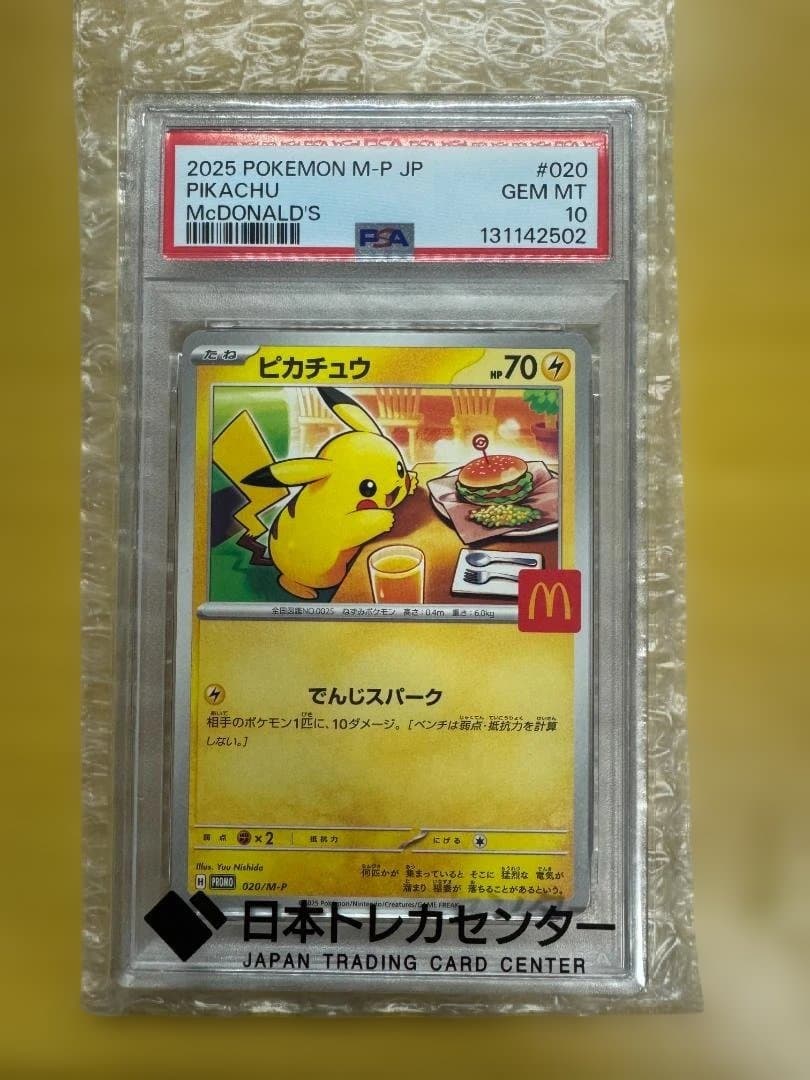 2025 POKEMON M-P JP #020
PIKACHU GEM MT
McDONALD'S 10
PSA 131142502
たね ピカチュウ HP70
全国図鑑NO.0025 ねずみポケモン 高さ:0.4m 重さ:6.0kg
でんじスパーク
相手のポケモン1匹に、10ダメージ。[ベンチは弱点・抵抗力を計算
しない。]
弱点 ×2 抵抗力 にげる
Illus. Yuu Nishida
何匹かが 集まっていると そこに 猛烈な 電気が
溜まり 稲妻が 落ちることがあるという。
H PROMO 020/M-P
©2025 Pokémon/Nintendo/Creatures/GAME FREAK
日本トレカセンター
JAPAN TRADING CARD CENTER